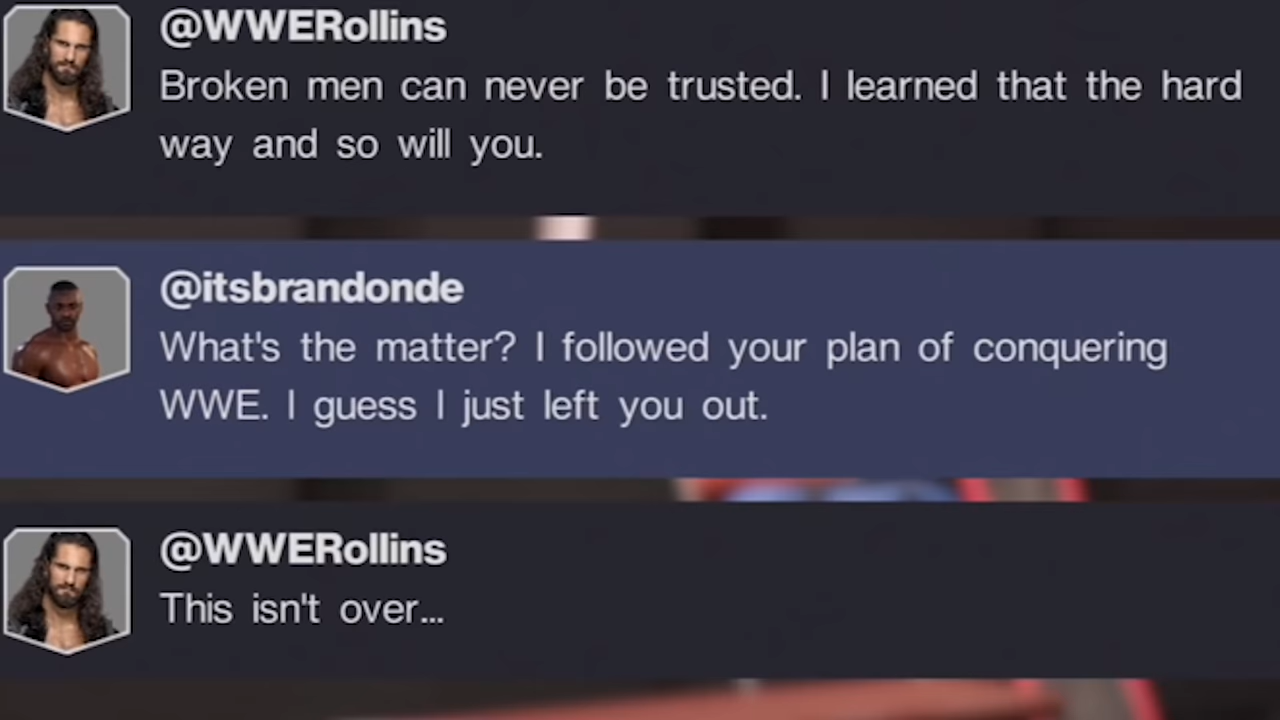 @WWERollins
Broken men can never be trusted. I learned that the hard
way and so will you.
@itsbrandonde
What's the matter? I followed your plan of conquering
WWE. I guess I just left you out.
@WWERollins
This isn't over...